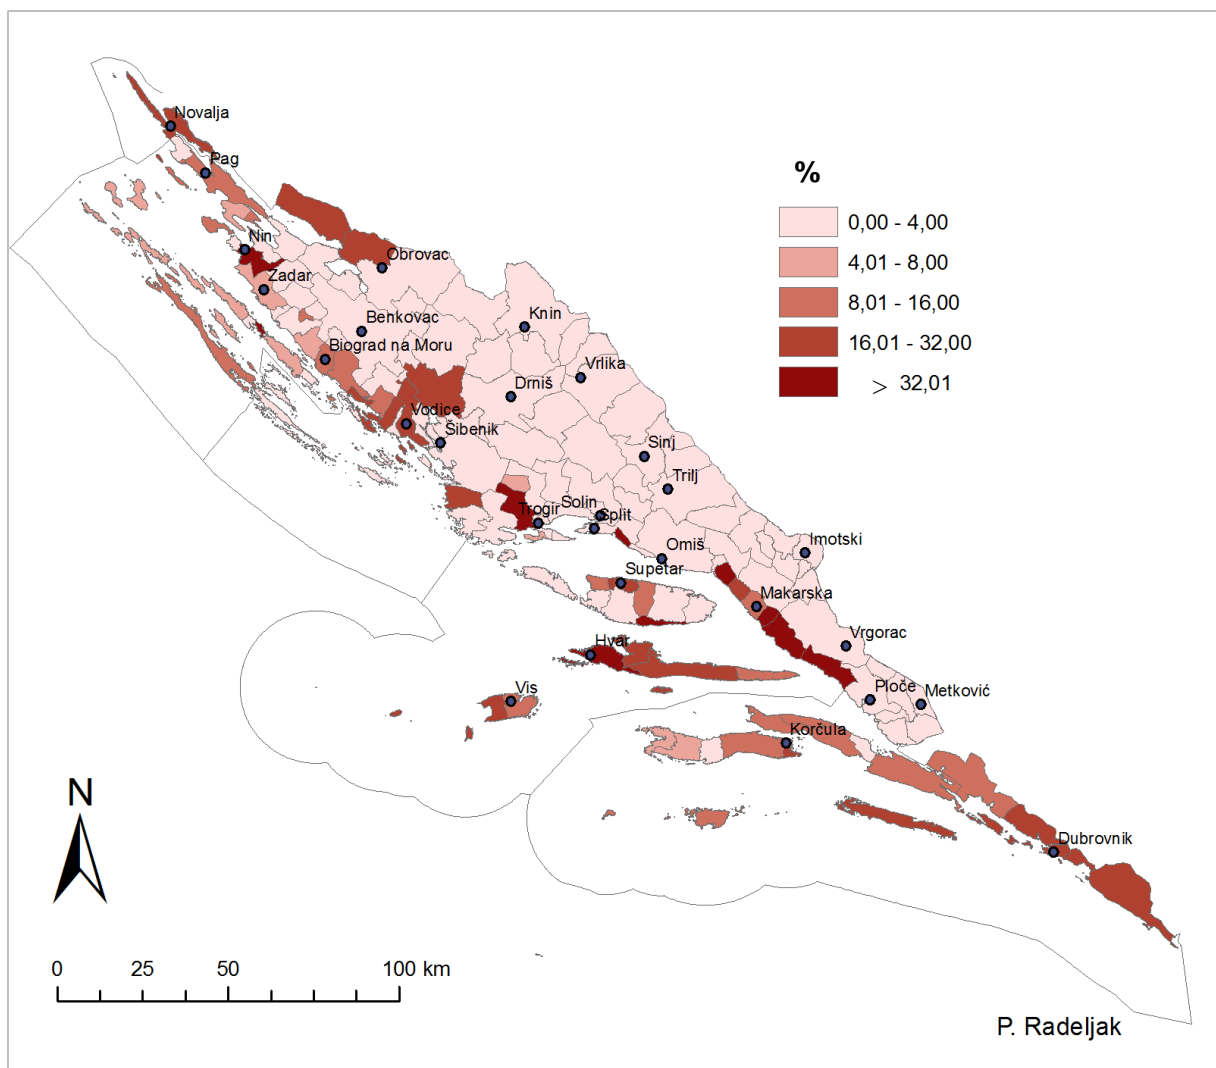 Novalja
Pag
%
0,00 - 4,00
4,01 - 8,00
8,01 - 16,00
16,01 - 32,00
> 32,01
Nin
Obrovac
Zadar
Benkovac
Knin
Biograd na Moru
Vrlika
Drniš
Vodice
Šibenik
Sinj
Trilj
Trogir
Solin
Split
Omiš
Imotski
Supetar
Makarska
Hvar
Vrgorac
Vis
Ploče
Metković
Korčula
N
Dubrovnik
0 25 50 100 km
P. Radeljak